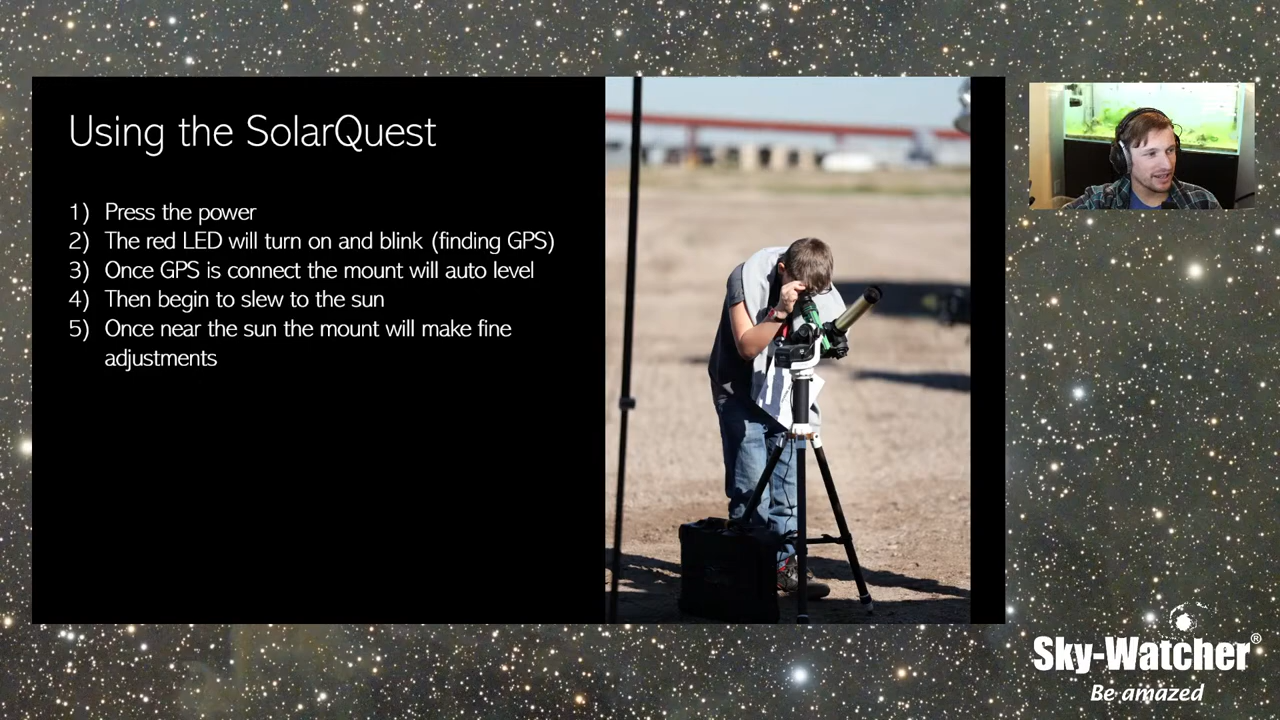 Using the SolarQuest
1) Press the power
2) The red LED will turn on and blink (finding GPS)
3) Once GPS is connect the mount will auto level
4) Then begin to slew to the sun
5) Once near the sun the mount will make fine
adjustments
Sky-Watcher®
Be amazed